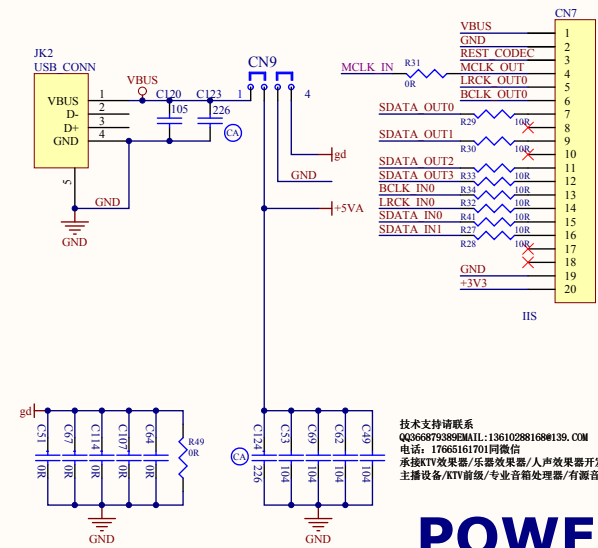 JK2
USB_CONN
VBUS
D-
D+
GND
1
2
3
4
5
GND
GND
VBUS
C120
105
C123
226
CA
CN9
1
4
gd
GND
+5VA
MCLK_IN
R31
0R
CN7
VBUS 1
GND 2
REST_CODEC 3
MCLK_OUT 4
LRCK_OUT0 5
BCLK_OUT0 6
SDATA_OUT0 7
R29 10R 8
SDATA_OUT1 9
R30 10R 10
SDATA_OUT2 11
SDATA_OUT3 R33 10R 12
BCLK_IN0 R34 10R 13
LRCK_IN0 R32 10R 14
SDATA_IN0 R41 10R 15
SDATA_IN1 R27 10R 16
R28 10R 17
18
GND 19
+3V3 20
IIS
gd
C51 0R
C67 0R
C114 0R
C107 0R
C64 0R
R49
0R
GND
CA
C124 226
C53 104
C69 104
C62 104
C49 104
GND
技术支持请联系
QQ366879389EMAIL:13610288168@139.COM
电话: 17665161701同微信
承接KTV效果器/乐器效果器/人声效果器开
主播设备/KTV前级/专业音箱处理器/有源音
POWE